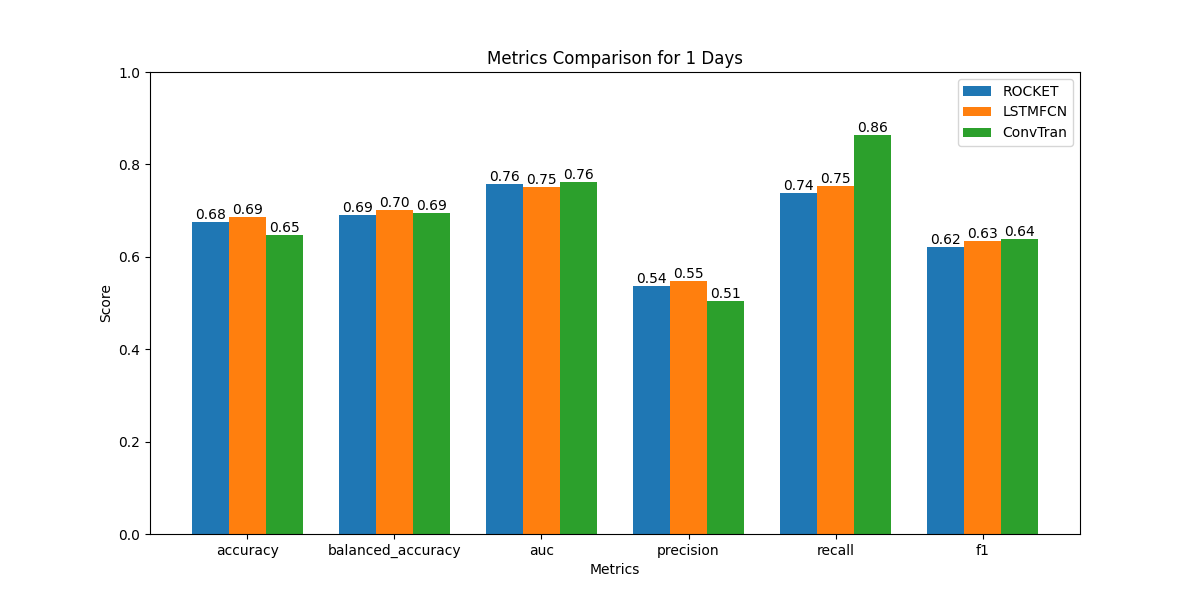 Metrics Comparison for 1 Days
1.0
0.8
0.6
0.4
0.2
0.0
Score
ROCKET
LSTMFCN
ConvTran
0.68 0.69 0.65
0.69 0.70 0.69
0.76 0.75 0.76
0.54 0.55 0.51
0.74 0.75 0.86
0.62 0.63 0.64
accuracy balanced_accuracy auc precision recall f1
Metrics